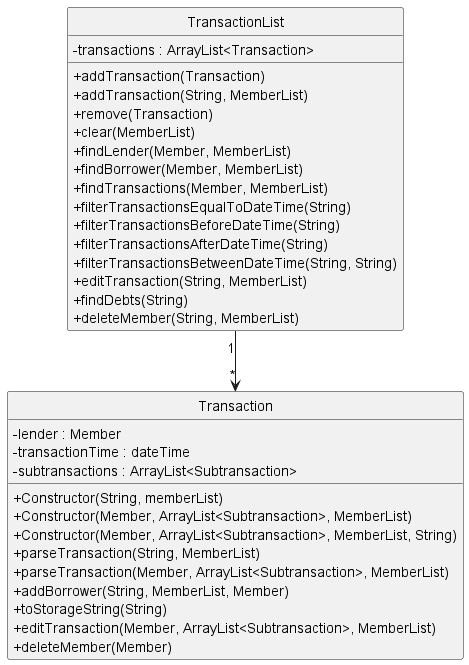 TransactionList
-transactions : ArrayList<Transaction>
+addTransaction(Transaction)
+addTransaction(String, MemberList)
+remove(Transaction)
+clear(MemberList)
+findLender(Member, MemberList)
+findBorrower(Member, MemberList)
+findTransactions(Member, MemberList)
+filterTransactionsEqualToDateTime(String)
+filterTransactionsBeforeDateTime(String)
+filterTransactionsAfterDateTime(String)
+filterTransactionsBetweenDateTime(String, String)
+editTransaction(String, MemberList)
+findDebts(String)
+deleteMember(String, MemberList)
1
*
Transaction
-lender : Member
-transactionTime : dateTime
-subtransactions : ArrayList<Subtransaction>
+Constructor(String, memberList)
+Constructor(Member, ArrayList<Subtransaction>, MemberList)
+Constructor(Member, ArrayList<Subtransaction>, MemberList, String)
+parseTransaction(String, MemberList)
+parseTransaction(Member, ArrayList<Subtransaction>, MemberList)
+addBorrower(String, MemberList, Member)
+toStorageString(String)
+editTransaction(Member, ArrayList<Subtransaction>, MemberList)
+deleteMember(Member)